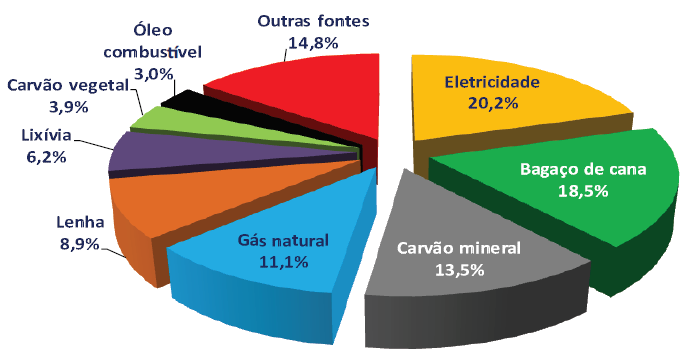 Outras fontes
14,8%
Óleo
combustível
3,0%
Carvão vegetal
3,9%
Lixívia
6,2%
Lenha
8,9%
Gás natural
11,1%
Carvão mineral
13,5%
Bagaço de cana
18,5%
Eletricidade
20,2%